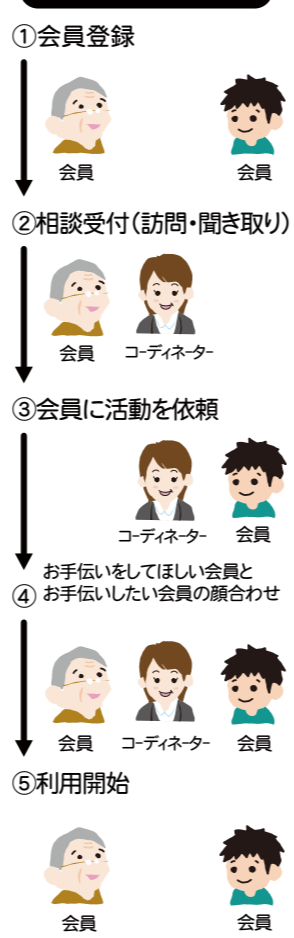 ①会員登録
会員 会員
②相談受付(訪問・聞き取り)
会員 コーディネーター
③会員に活動を依頼
コーディネーター 会員
お手伝いをしてほしい会員と
④ お手伝いしたい会員の顔合わせ
会員 コーディネーター 会員
⑤利用開始
会員 会員